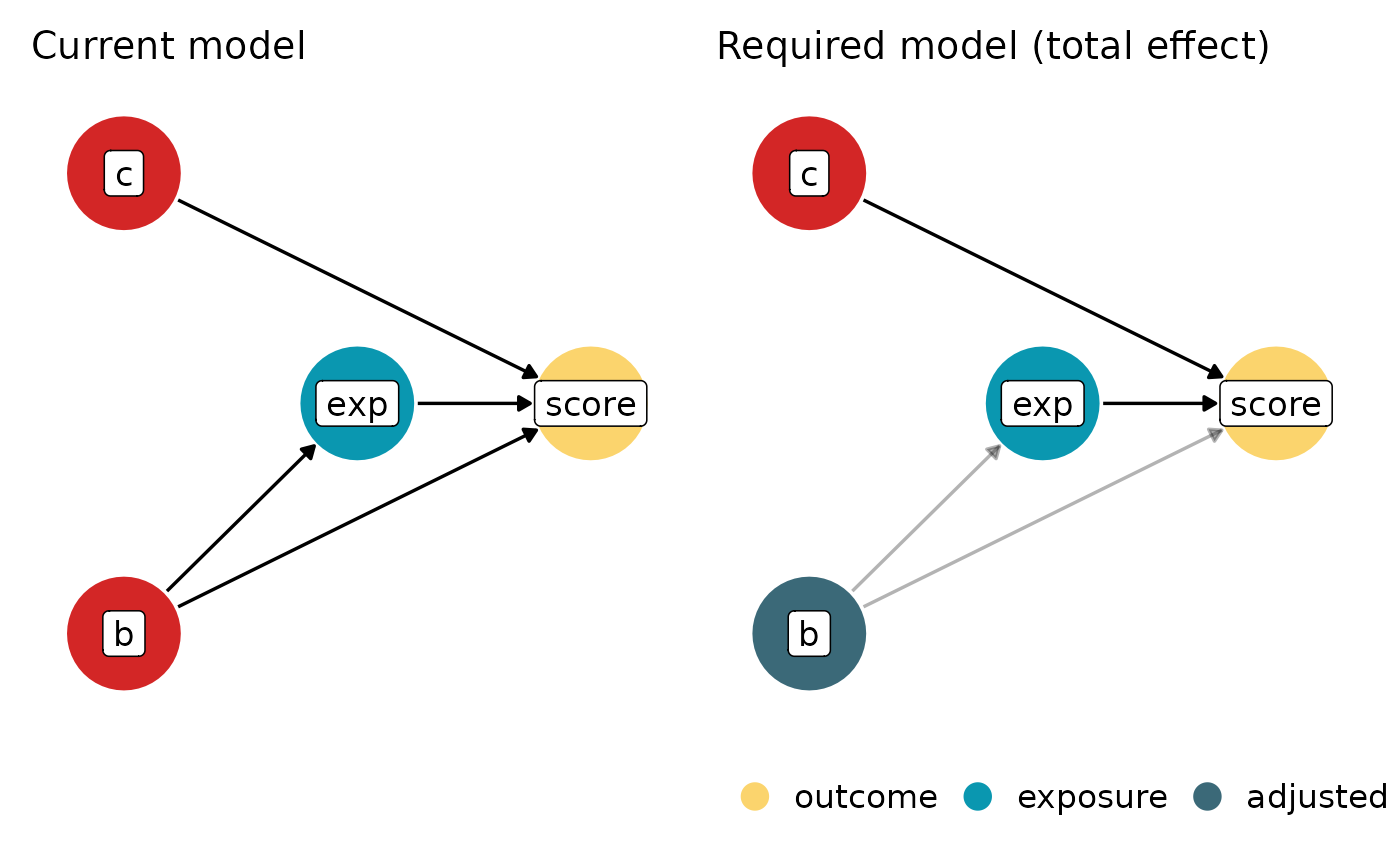 Current model
c
exp
score
b
Required model (total effect)
c
exp
score
b
outcome
exposure
adjusted